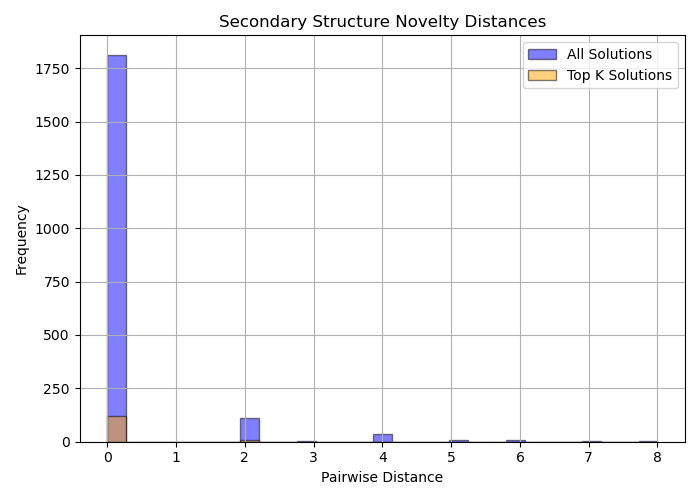 Secondary Structure Novelty Distances
All Solutions
Top K Solutions
1750
1500
1250
1000
750
500
250
0
0 1 2 3 4 5 6 7 8
Frequency
Pairwise Distance